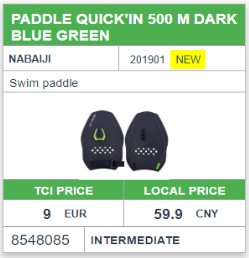 PADDLE QUICK'IN 500 M DARK
BLUE GREEN
NABAIJI 201901 NEW
Swim paddle
TCI PRICE LOCAL PRICE
9 EUR 59.9 CNY
8548085 INTERMEDIATE